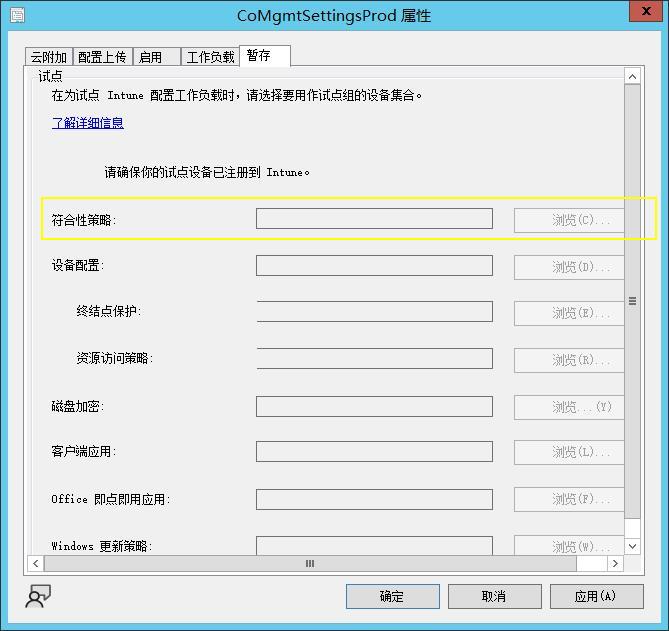 CoMgmtSettingsProd 属性
云附加 配置上传 启用 工作负载 暂存
试点
在为试点 Intune 配置工作负载时,请选择要用作试点组的设备集合。
了解详细信息
请确保你的试点设备已注册到 Intune。
符合性策略: 浏览(C)...
设备配置: 浏览(D)...
终结点保护: 浏览(E)...
资源访问策略: 浏览(R)...
磁盘加密: 浏览...(Y)
客户端应用: 浏览(L)...
Office 即点即用应用: 浏览(F)...
Windows 更新策略: 浏览(W)...
确定 取消 应用(A)